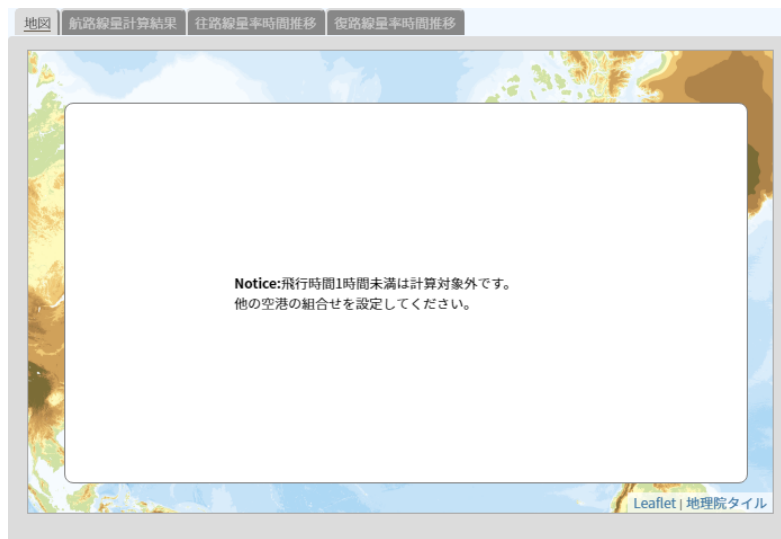 地図 航路線量計算結果 往路線量率時間推移 復路線量率時間推移
Notice:飛行時間1時間未満は計算対象外です。
他の空港の組合せを設定してください。
Leaflet | 地理院タイル